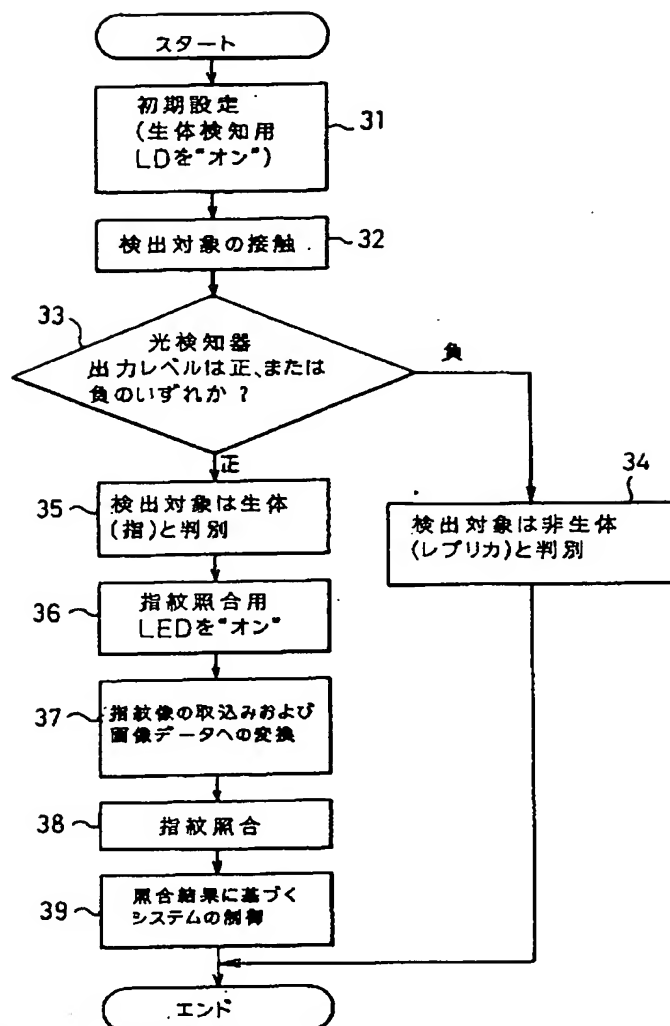 スタート
初期設定
(生体検知用
LDを"オン")
31
検出対象の接触
32
33
光検知器
出力レベルは正、または
負のいずれか？
負
正
34
検出対象は非生体
(レプリカ)と判別
35
検出対象は生体
(指)と判別
36
指紋照合用
LEDを"オン"
37
指紋像の取込みおよび
画像データへの変換
38
指紋照合
39
照合結果に基づく
システムの制御
エンド